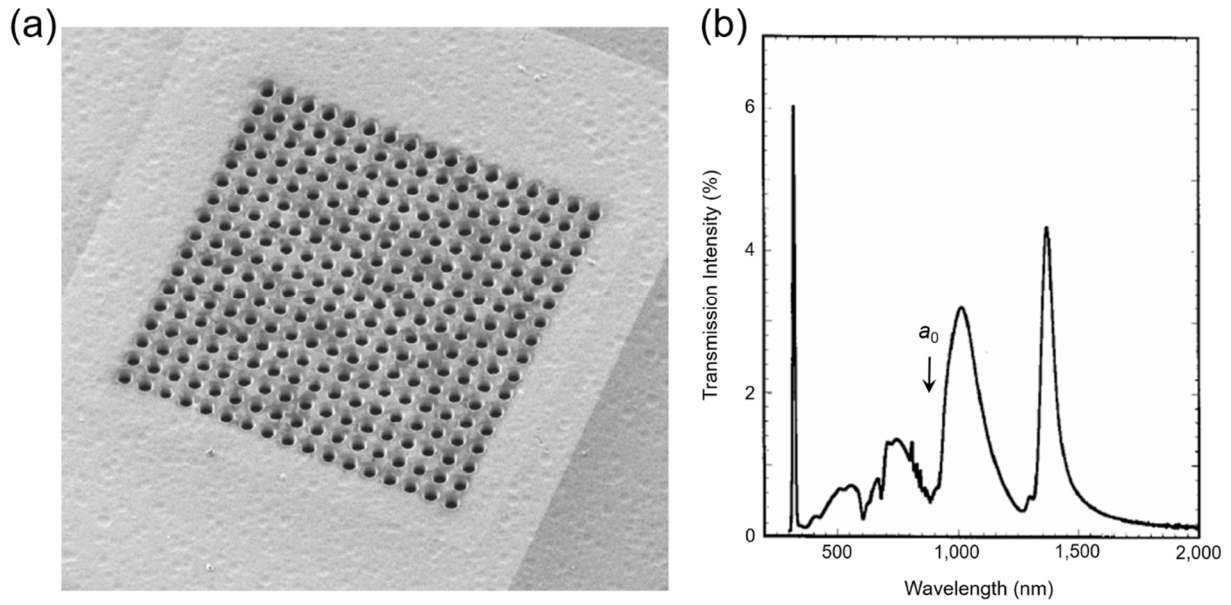 (a)
(b)
Transmission Intensity (%)
6
4
2
0
a0
500
1,000
1,500
2,000
Wavelength (nm)